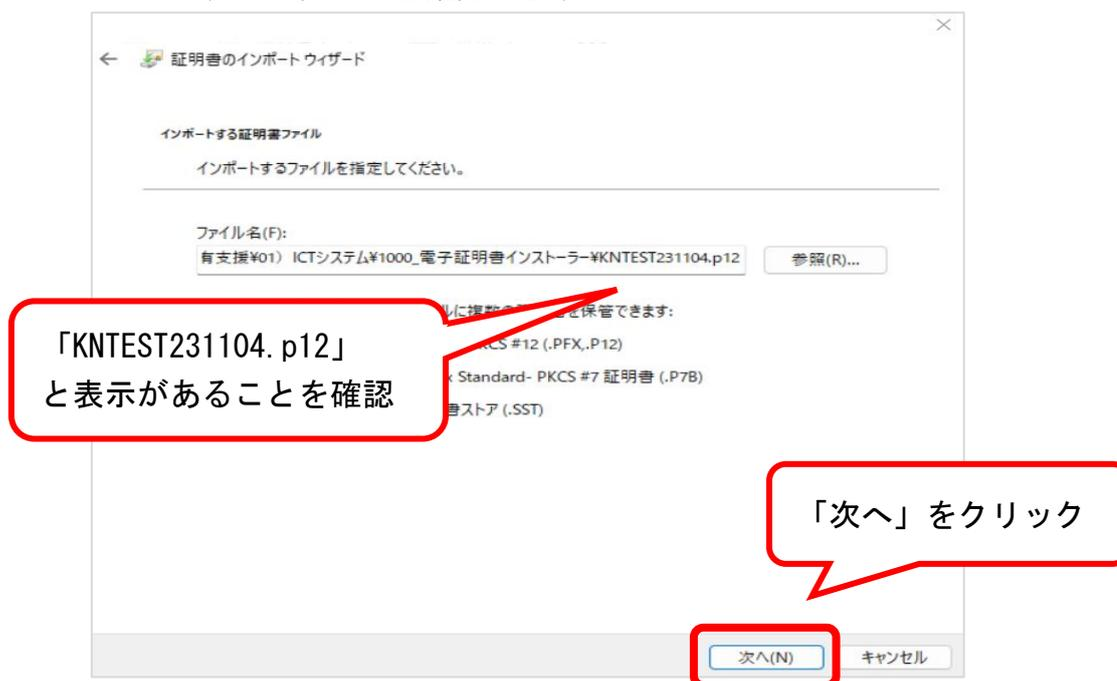 証明書のインポート ウィザード
インポートする証明書ファイル
インポートするファイルを指定してください。
ファイル名(F):
有支援¥01）ICTシステム¥1000_電子証明書インストーラー¥KNTEST231104.p12
参照(R)...
を保管できます:
「KNTEST231104.p12」
と表示があることを確認
#12 (.PFX,.P12)
Standard- PKCS #7 証明書 (.P7B)
ストア (.SST)
「次へ」をクリック
次へ(N)
キャンセル